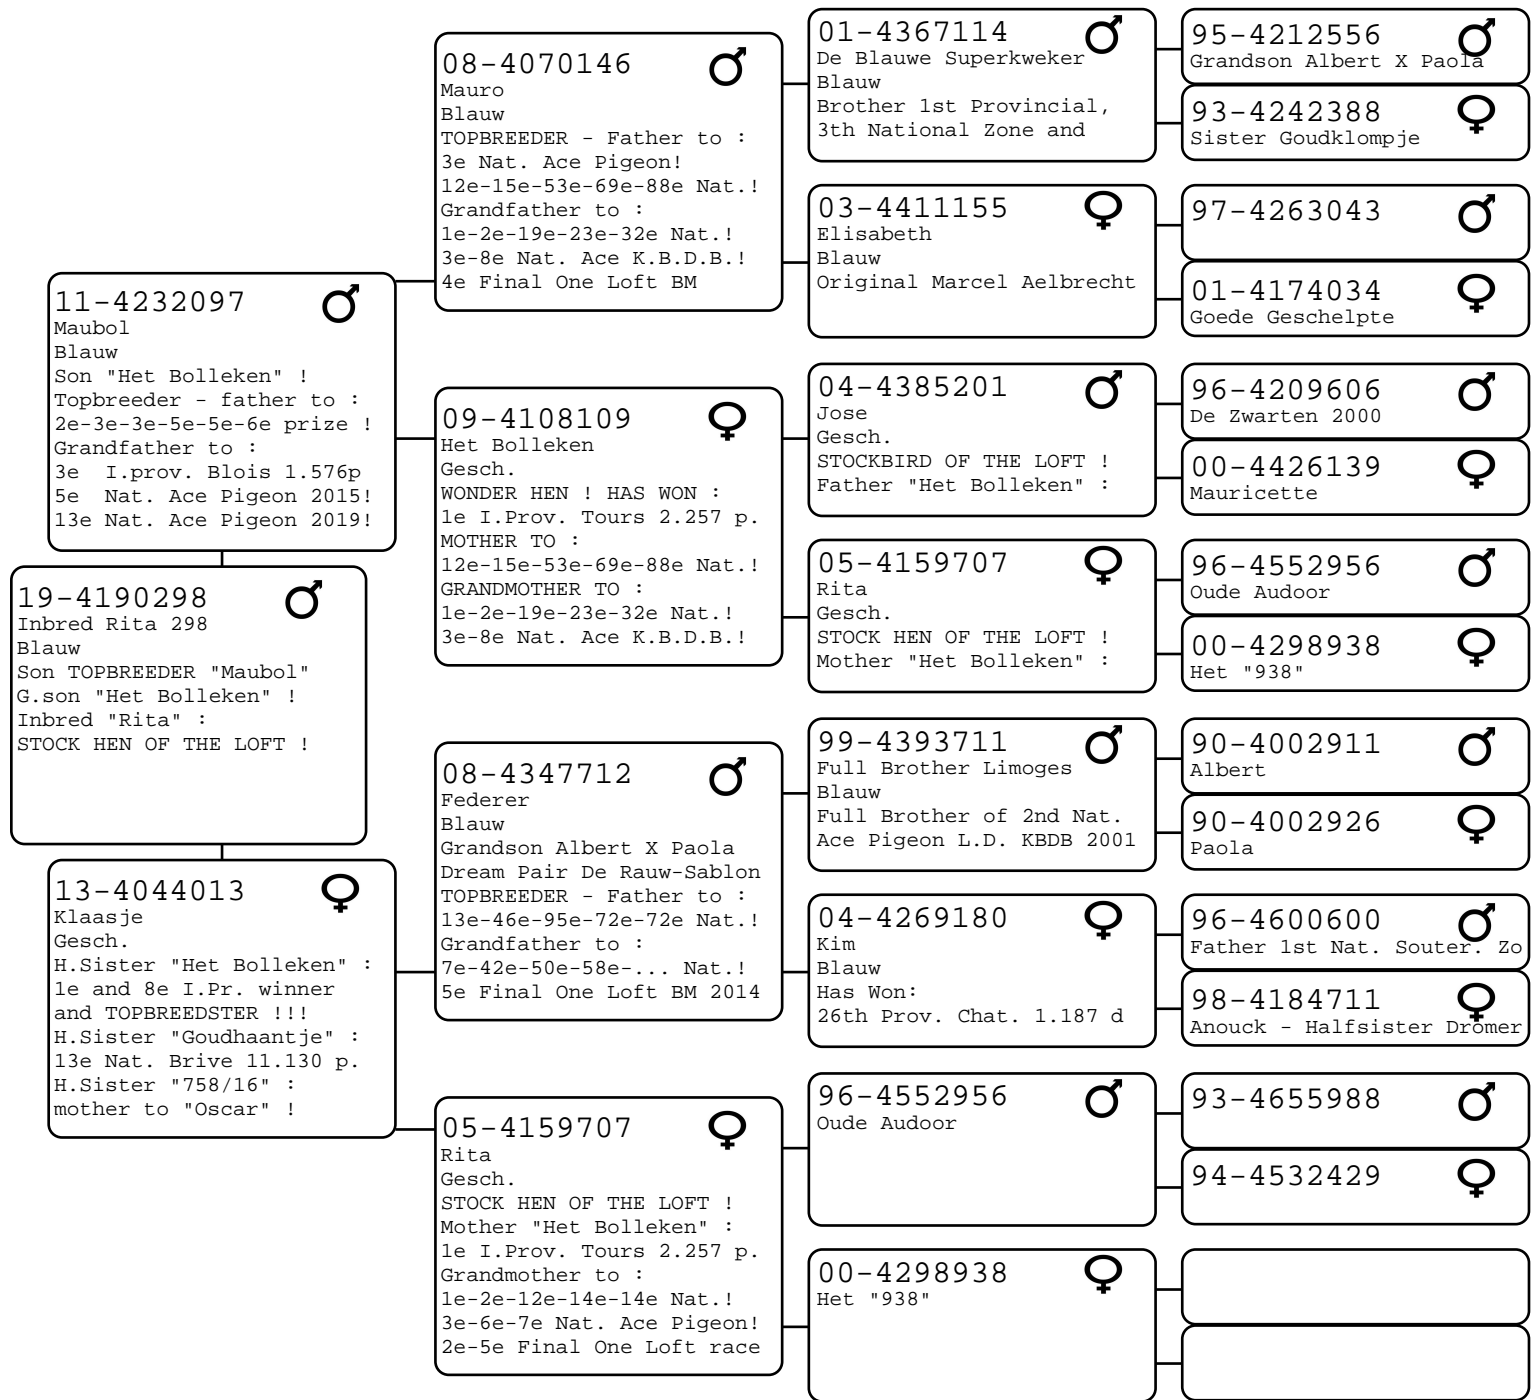 19-4190298
Inbred Rita 298
Blauw
Son TOPBREEDER "Maubol"
G.son "Het Bolleken" !
Inbred "Rita" :
STOCK HEN OF THE LOFT !
11-4232097
Maubol
Blauw
Son "Het Bolleken" !
Topbreeder - father to :
2e-3e-3e-5e-5e-6e prize !
Grandfather to :
3e  I.prov. Blois 1.576p
5e  Nat. Ace Pigeon 2015!
13e Nat. Ace Pigeon 2019!
13-4044013
Klaasje
Gesch.
H.Sister "Het Bolleken" :
1e and 8e I.Pr. winner
and TOPBREEDSTER !!!
H.Sister "Goudhaantje" :
13e Nat. Brive 11.130 p.
H.Sister "758/16" :
mother to "Oscar" !
08-4070146
Mauro
Blauw
TOPBREEDER - Father to :
3e Nat. Ace Pigeon!
12e-15e-53e-69e-88e Nat.!
Grandfather to :
1e-2e-19e-23e-32e Nat.!
3e-8e Nat. Ace K.B.D.B.!
4e Final One Loft BM
09-4108109
Het Bolleken
Gesch.
WONDER HEN ! HAS WON :
1e I.Prov. Tours 2.257 p.
MOTHER TO :
12e-15e-53e-69e-88e Nat.!
GRANDMOTHER TO :
1e-2e-19e-23e-32e Nat.!
3e-8e Nat. Ace K.B.D.B.!
08-4347712
Federer
Blauw
Grandson Albert X Paola
Dream Pair De Rauw-Sablon
TOPBREEDER - Father to :
13e-46e-95e-72e-72e Nat.!
Grandfather to :
7e-42e-50e-58e-... Nat.!
5e Final One Loft BM 2014
05-4159707
Rita
Gesch.
STOCK HEN OF THE LOFT !
Mother "Het Bolleken" :
1e I.Prov. Tours 2.257 p.
Grandmother to :
1e-2e-12e-14e-14e Nat.!
3e-6e-7e Nat. Ace Pigeon!
2e-5e Final One Loft race
01-4367114
De Blauwe Superkweker
Blauw
Brother 1st Provincial,
3th National Zone and
03-4411155
Elisabeth
Blauw
Original Marcel Aelbrecht
04-4385201
Jose
Gesch.
STOCKBIRD OF THE LOFT !
Father "Het Bolleken" :
05-4159707
Rita
Gesch.
STOCK HEN OF THE LOFT !
Mother "Het Bolleken" :
99-4393711
Full Brother Limoges
Blauw
Full Brother of 2nd Nat.
Ace Pigeon L.D. KBDB 2001
04-4269180
Kim
Blauw
Has Won:
26th Prov. Chat. 1.187 d
96-4552956
Oude Audoor
00-4298938
Het "938"
95-4212556
Grandson Albert X Paola
93-4242388
Sister Goudklompje
97-4263043
01-4174034
Goede Geschelpte
96-4209606
De Zwarten 2000
00-4426139
Mauricette
96-4552956
Oude Audoor
00-4298938
Het "938"
90-4002911
Albert
90-4002926
Paola
96-4600600
Father 1st Nat. Souter. Zo
98-4184711
Anouck - Halfsister Dromer
93-4655988
94-4532429